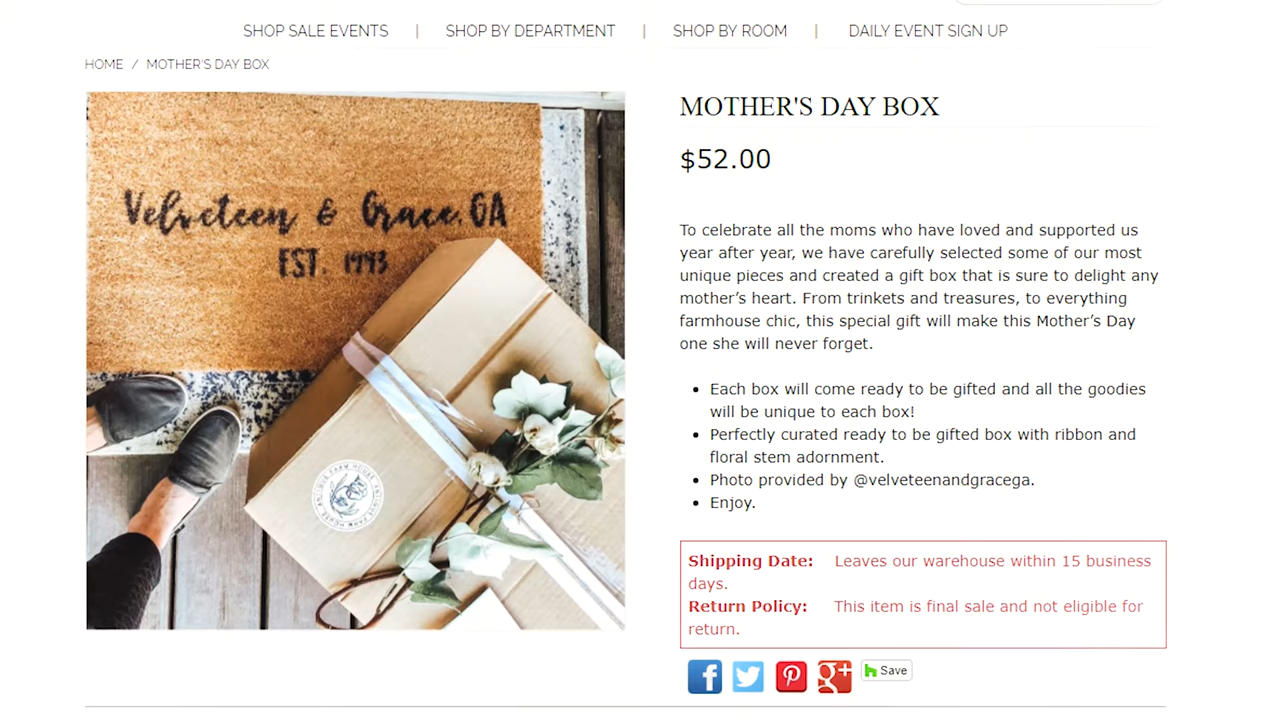 SHOP SALE EVENTS | SHOP BY DEPARTMENT | SHOP BY ROOM | DAILY EVENT SIGN UP
HOME / MOTHER'S DAY BOX
Velveteen & Grace, GA
EST. 1993
FARM HOUSE ANTIQUE FARM HOUSE ANTIQUE
MOTHER'S DAY BOX
$52.00
To celebrate all the moms who have loved and supported us
year after year, we have carefully selected some of our most
unique pieces and created a gift box that is sure to delight any
mother’s heart. From trinkets and treasures, to everything
farmhouse chic, this special gift will make this Mother’s Day
one she will never forget.
• Each box will come ready to be gifted and all the goodies
will be unique to each box!
• Perfectly curated ready to be gifted box with ribbon and
floral stem adornment.
• Photo provided by @velveteenandgracega.
• Enjoy.
Shipping Date: Leaves our warehouse within 15 business
days.
Return Policy: This item is final sale and not eligible for
return.
Save